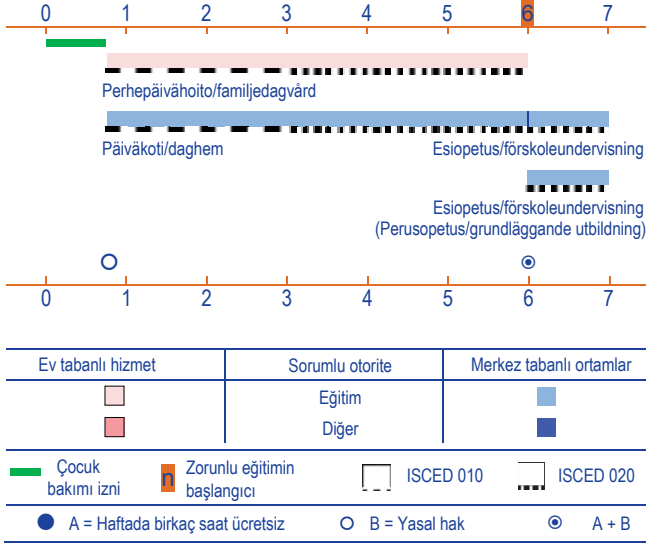 0 1 2 3 4 5 6 7
Perhepäivähoito/familjedagvård
Päiväkoti/daghem Esiopetus/förskoleundervisning
Esiopetus/förskoleundervisning
(Perusopetus/grundläggande utbildning)
0 1 2 3 4 5 6 7
Ev tabanlı hizmet Sorumlu otorite Merkez tabanlı ortamlar
Eğitim
Diğer
Çocuk
bakımı izni
n Zorunlu eğitimin
başlangıcı
ISCED 010 ISCED 020
A = Haftada birkaç saat ücretsiz B = Yasal hak A + B